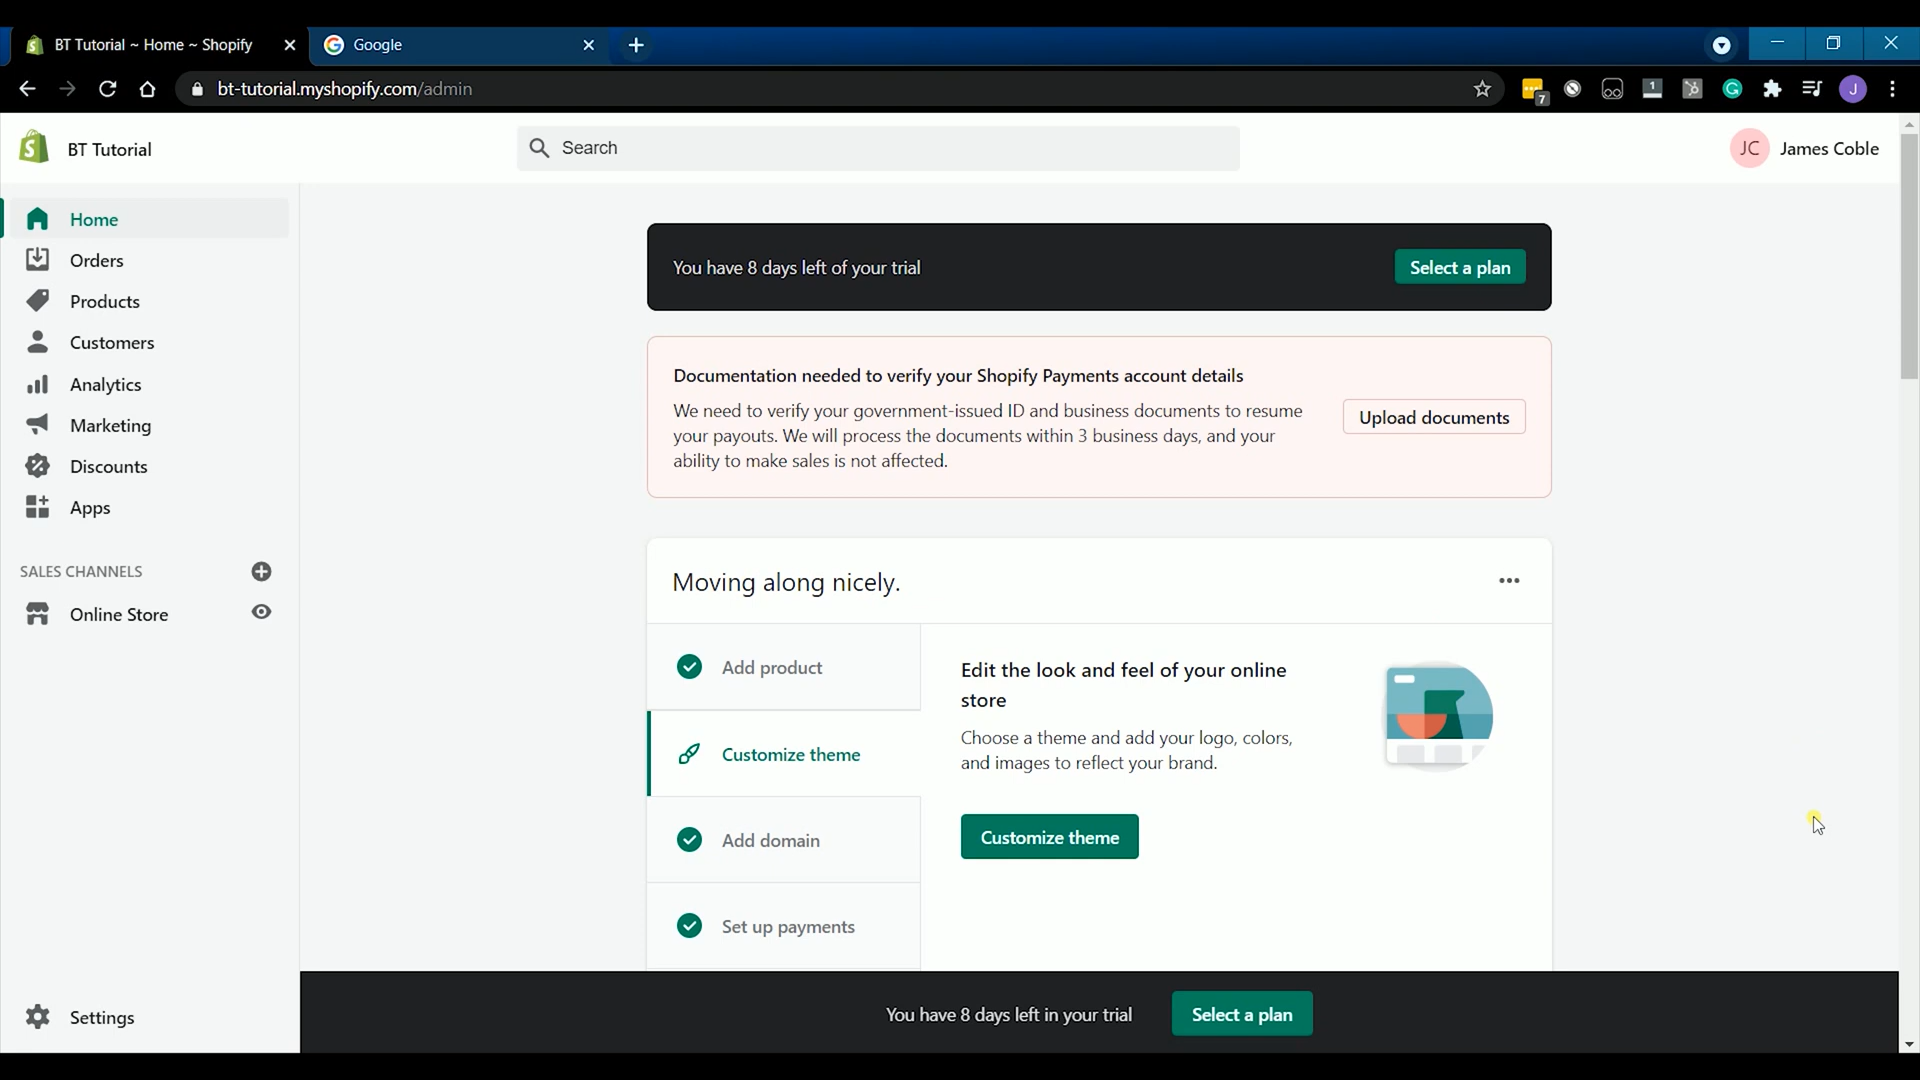 BT Tutorial ~ Home ~ Shopify
Google
bt-tutorial.myshopify.com/admin
7
1
J
BT Tutorial
Search
JC
James Coble
Home
Orders
Products
Customers
Analytics
Marketing
Discounts
Apps
SALES CHANNELS
Online Store
Settings
You have 8 days left of your trial
Select a plan
Documentation needed to verify your Shopify Payments account details
We need to verify your government-issued ID and business documents to resume
your payouts. We will process the documents within 3 business days, and your
ability to make sales is not affected.
Upload documents
Moving along nicely.
Add product
Customize theme
Add domain
Set up payments
Edit the look and feel of your online
store
Choose a theme and add your logo, colors,
and images to reflect your brand.
Customize theme
You have 8 days left in your trial
Select a plan